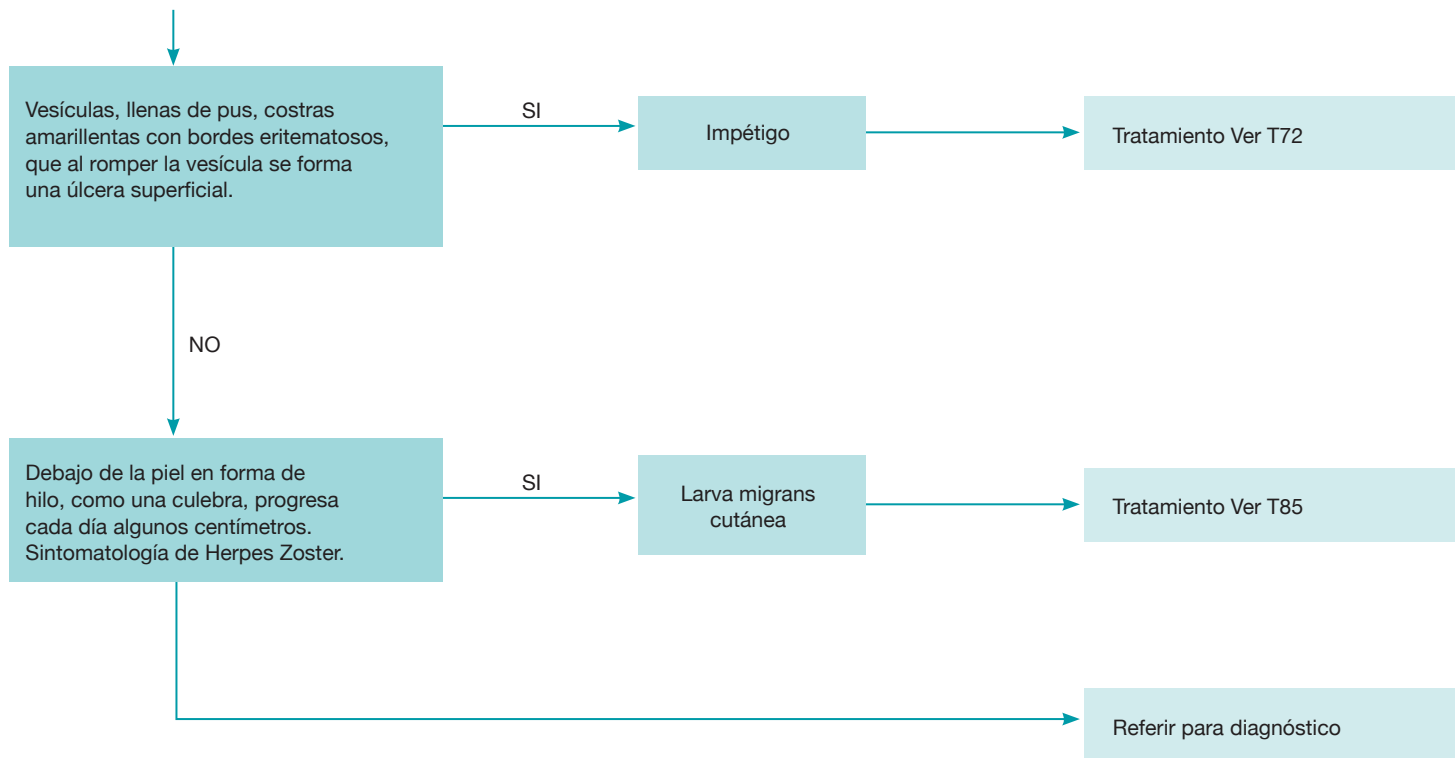 Vesículas, llenas de pus, costras
amarillentas con bordes eritematosos,
que al romper la vesícula se forma
una úlcera superficial.
SI
Impétigo
Tratamiento Ver T72
NO
Debajo de la piel en forma de
hilo, como una culebra, progresa
cada día algunos centímetros.
Sintomatología de Herpes Zoster.
SI
Larva migrans
cutánea
Tratamiento Ver T85
Referir para diagnóstico